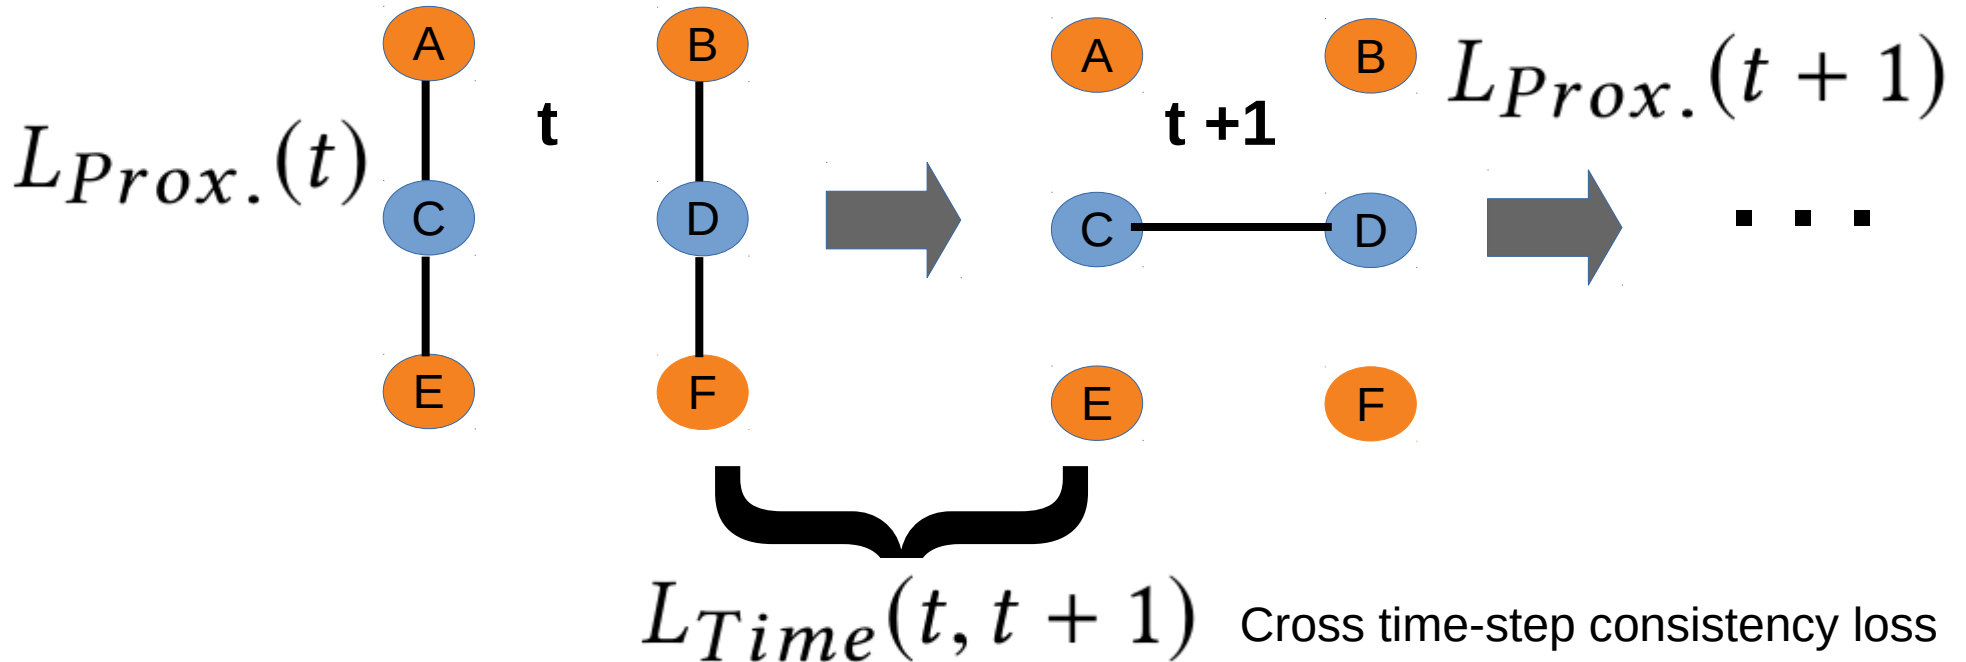 A B A B L_{Prox.}(t + 1)
t t +1
L_{Prox.}(t)
C D C D . . .
E F E F
L_{Time}(t, t + 1) Cross time-step consistency loss